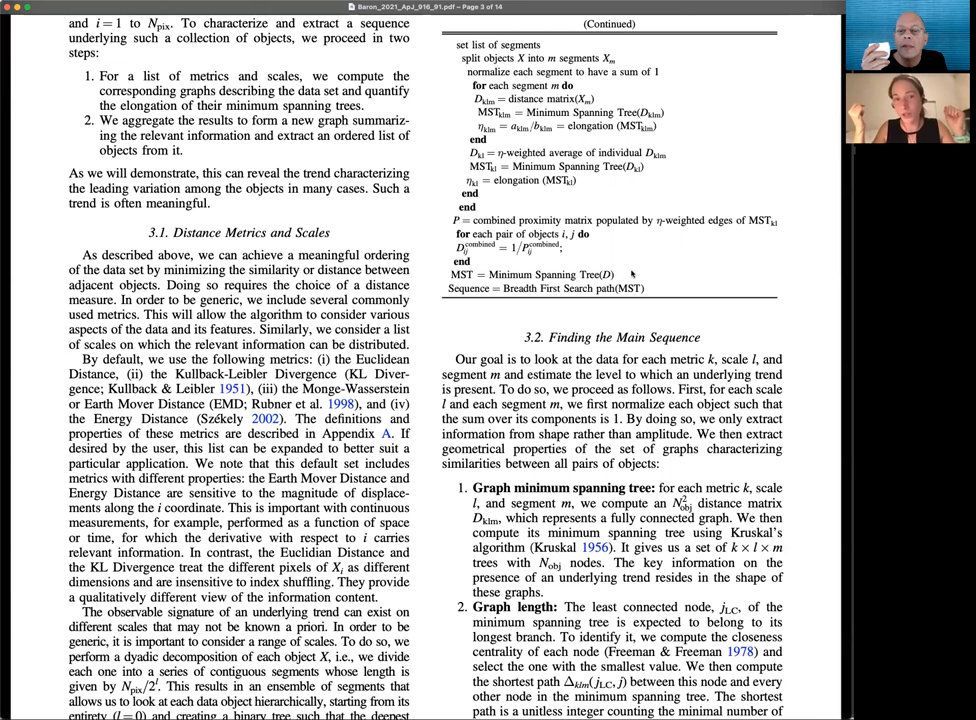 Baron_2021_ApJ_916_91.pdf – Page 3 of 14
and i = 1 to Npix. To characterize and extract a sequence
underlying such a collection of objects, we proceed in two
steps:
1. For a list of metrics and scales, we compute the
corresponding graphs describing the data set and quantify
the elongation of their minimum spanning trees.
2. We aggregate the results to form a new graph summariz-
ing the relevant information and extract an ordered list of
objects from it.
As we will demonstrate, this can reveal the trend characterizing
the leading variation among the objects in many cases. Such a
trend is often meaningful.
3.1. Distance Metrics and Scales
As described above, we can achieve a meaningful ordering
of the data set by minimizing the similarity or distance between
adjacent objects. Doing so requires the choice of a distance
measure. In order to be generic, we include several commonly
used metrics. This will allow the algorithm to consider various
aspects of the data and its features. Similarly, we consider a list
of scales on which the relevant information can be distributed.
By default, we use the following metrics: (i) the Euclidean
Distance, (ii) the Kullback-Leibler Divergence (KL Diver-
gence; Kullback & Leibler 1951), (iii) the Monge-Wasserstein
or Earth Mover Distance (EMD; Rubner et al. 1998), and (iv)
the Energy Distance (Székely 2002). The definitions and
properties of these metrics are described in Appendix A. If
desired by the user, this list can be expanded to better suit a
particular application. We note that this default set includes
metrics with different properties: the Earth Mover Distance and
Energy Distance are sensitive to the magnitude of displace-
ments along the i coordinate. This is important with continuous
measurements, for example, performed as a function of space
or time, for which the derivative with respect to i carries
relevant information. In contrast, the Euclidian Distance and
the KL Divergence treat the different pixels of Xi as different
dimensions and are insensitive to index shuffling. They provide
a qualitatively different view of the information content.
The observable signature of an underlying trend can exist on
different scales that may not be known a priori. In order to be
generic, it is important to consider a range of scales. To do so, we
perform a dyadic decomposition of each object X, i.e., we divide
each one into a series of contiguous segments whose length is
given by Npix/2^l. This results in an ensemble of segments that
allows us to look at each data object hierarchically, starting from its
entirety (l = 0) and creating a binary tree such that the deepest
(Continued)
set list of segments
split objects X into m segments Xm
normalize each segment to have a sum of 1
for each segment m do
Dklm = distance matrix(Xm)
MSTklm = Minimum Spanning Tree(Dklm)
ηklm = aklm/bklm = elongation (MSTklm)
end
Dkl = η-weighted average of individual Dklm
MSTkl = Minimum Spanning Tree(Dkl)
ηkl = elongation (MSTkl)
end
end
P = combined proximity matrix populated by η-weighted edges of MSTkl
for each pair of objects i, j do
Dij^combined = 1/Pij^combined;
end
MST = Minimum Spanning Tree(D)
Sequence = Breadth First Search path(MST)
3.2. Finding the Main Sequence
Our goal is to look at the data for each metric k, scale l, and
segment m and estimate the level to which an underlying trend
is present. To do so, we proceed as follows. First, for each scale
l and each segment m, we first normalize each object such that
the sum over its components is 1. By doing so, we only extract
information from shape rather than amplitude. We then extract
geometrical properties of the set of graphs characterizing
similarities between all pairs of objects:
1. Graph minimum spanning tree: for each metric k, scale
l, and segment m, we compute an N²obj distance matrix
Dklm, which represents a fully connected graph. We then
compute its minimum spanning tree using Kruskal's
algorithm (Kruskal 1956). It gives us a set of k × l × m
trees with Nobj nodes. The key information on the
presence of an underlying trend resides in the shape of
these graphs.
2. Graph length: The least connected node, jLC, of the
minimum spanning tree is expected to belong to its
longest branch. To identify it, we compute the closeness
centrality of each node (Freeman & Freeman 1978) and
select the one with the smallest value. We then compute
the shortest path Δklm(jLC, j) between this node and every
other node in the minimum spanning tree. The shortest
path is a unitless integer counting the minimal number of